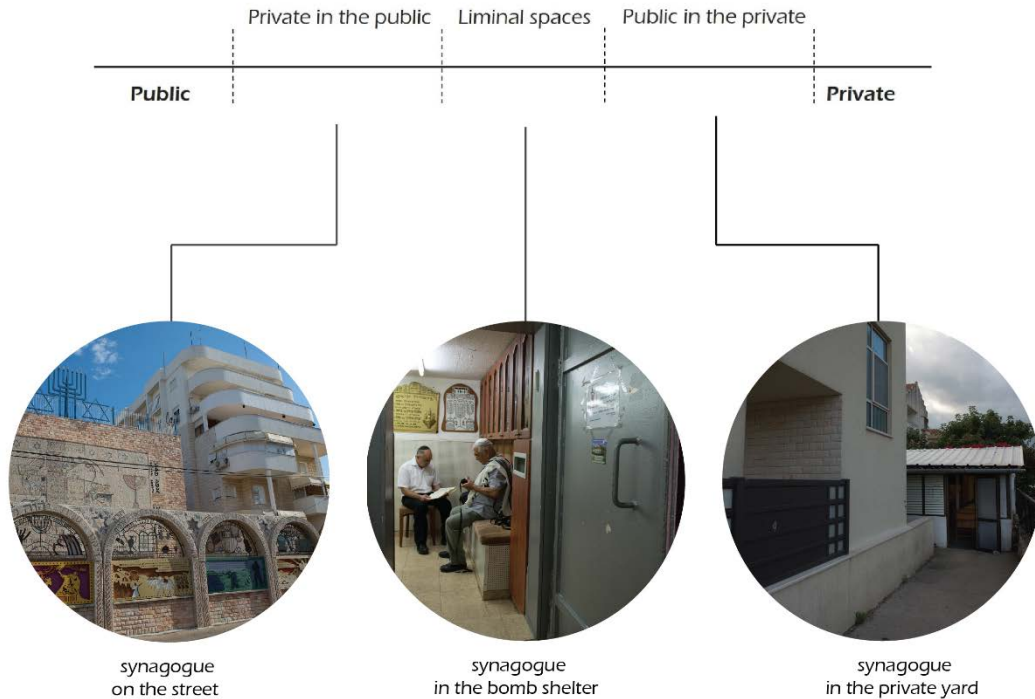 Private in the public
Liminal spaces
Public in the private
Public
Private
synagogue
on the street
synagogue
in the bomb shelter
synagogue
in the private yard